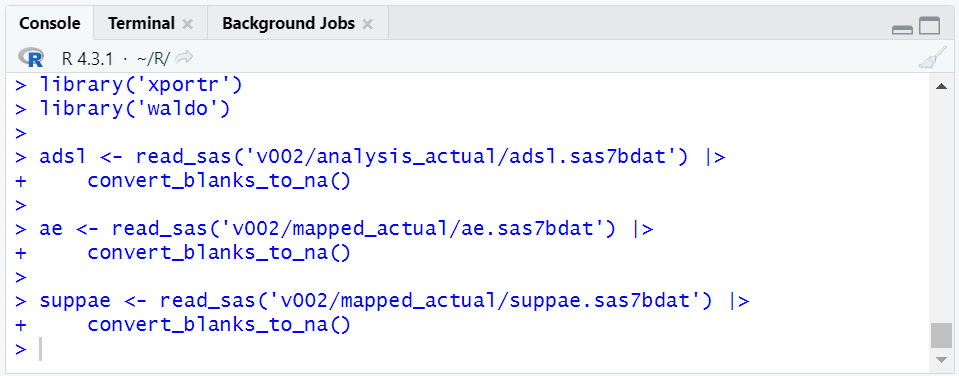 Console Terminal Background Jobs
R R 4.3.1 · ~/R/
> library('xportr')
> library('waldo')
>
> adsl <- read_sas('v002/analysis_actual/adsl.sas7bdat') |>
+     convert_blanks_to_na()
>
> ae <- read_sas('v002/mapped_actual/ae.sas7bdat') |>
+     convert_blanks_to_na()
>
> suppae <- read_sas('v002/mapped_actual/suppae.sas7bdat') |>
+     convert_blanks_to_na()
>